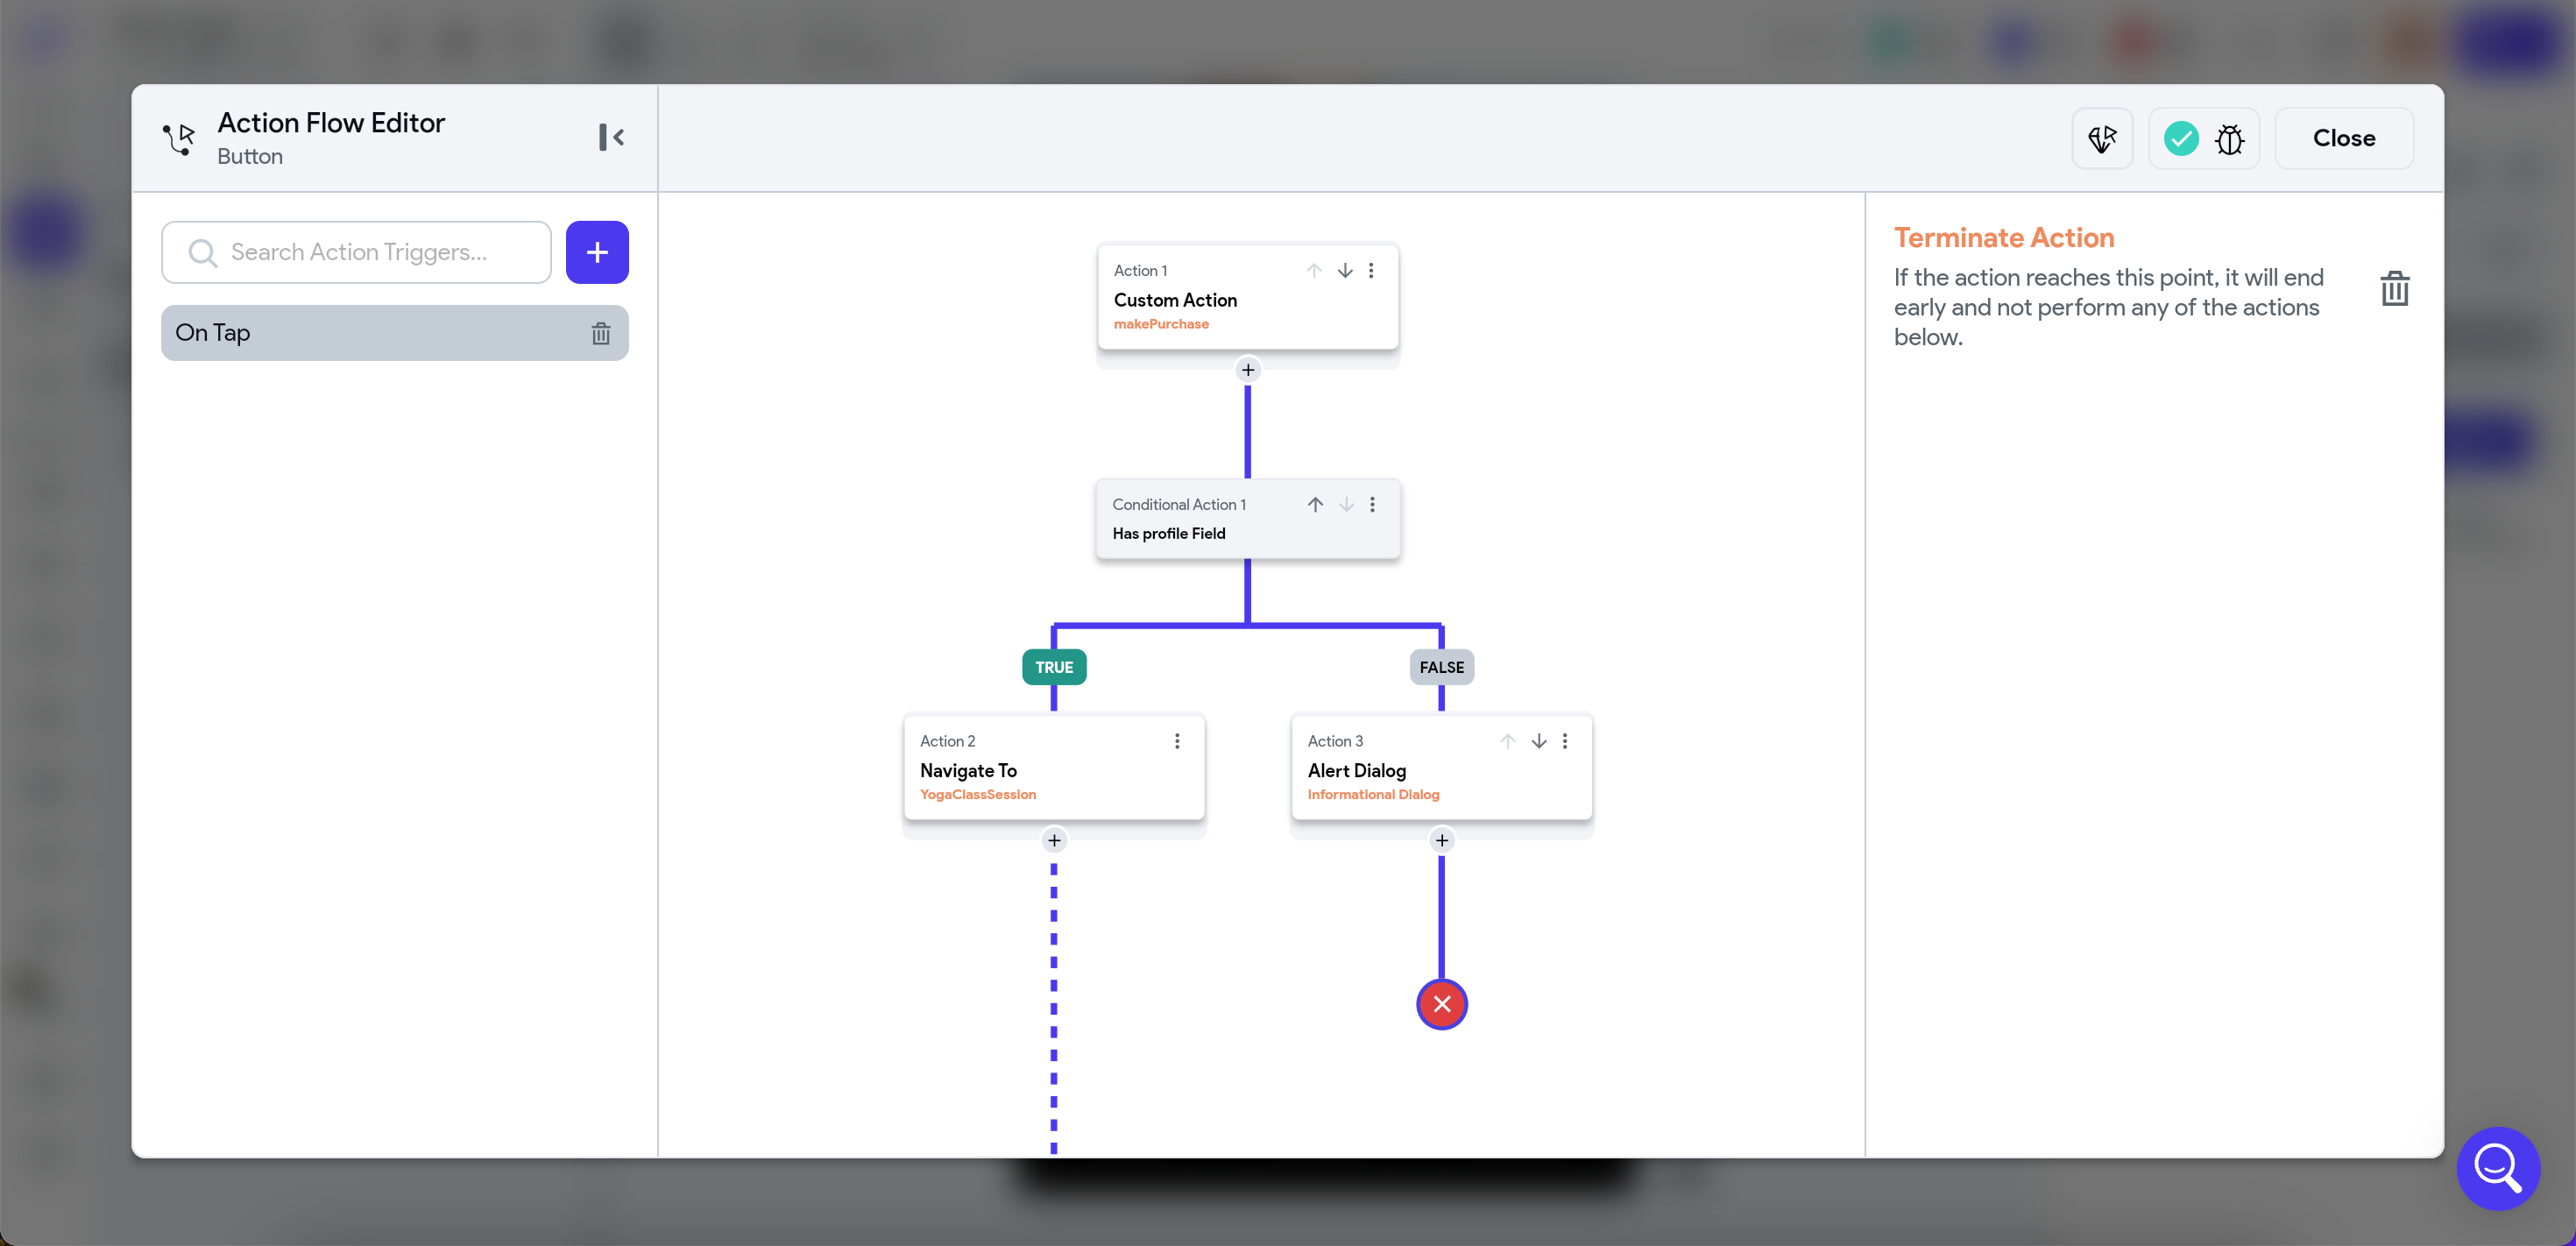 Action Flow Editor
Button
Close
Search Action Triggers...
On Tap
Action 1
Custom Action
makePurchase
Conditional Action 1
Has profile Field
TRUE
FALSE
Action 2
Navigate To
YogaClassSession
Action 3
Alert Dialog
Informational Dialog
Terminate Action
If the action reaches this point, it will end
early and not perform any of the actions
below.